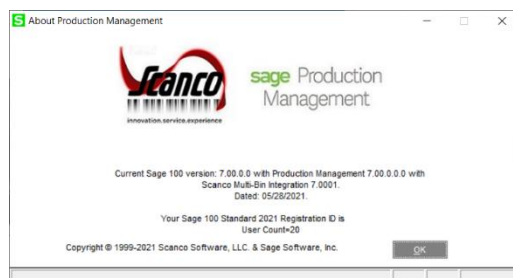 About Production Management
Scanco
innovation.service.experience
sage Production
Management
Current Sage 100 version: 7.00.0.0 with Production Management 7.00.0.0.0 with
Scanco Multi-Bin Integration 7.0001.
Dated: 05/28/2021.
Your Sage 100 Standard 2021 Registration ID is
User Count=20
Copyright © 1999-2021 Scanco Software, LLC. & Sage Software, Inc.
OK